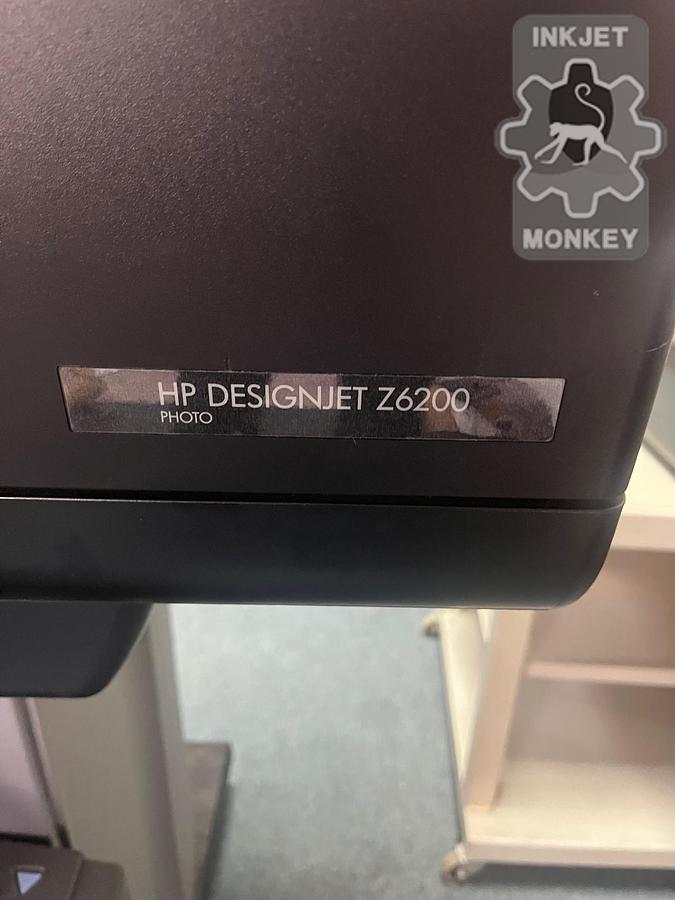 INKJET
MONKEY
HP DESIGNJET Z6200
PHOTO